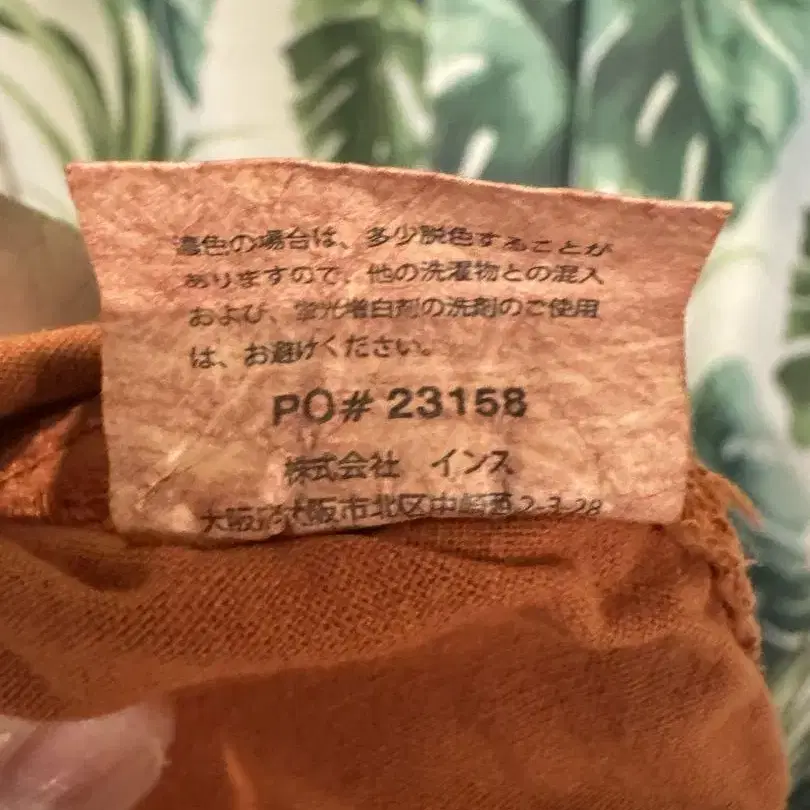 濃色の場合は、多少脱色することが
ありますので、他の洗濯物との混入
および、蛍光増白剤の洗剤のご使用
は、お避けください。
PO# 23158
株式会社 インス
大阪府大阪市北区中崎西2-3-28